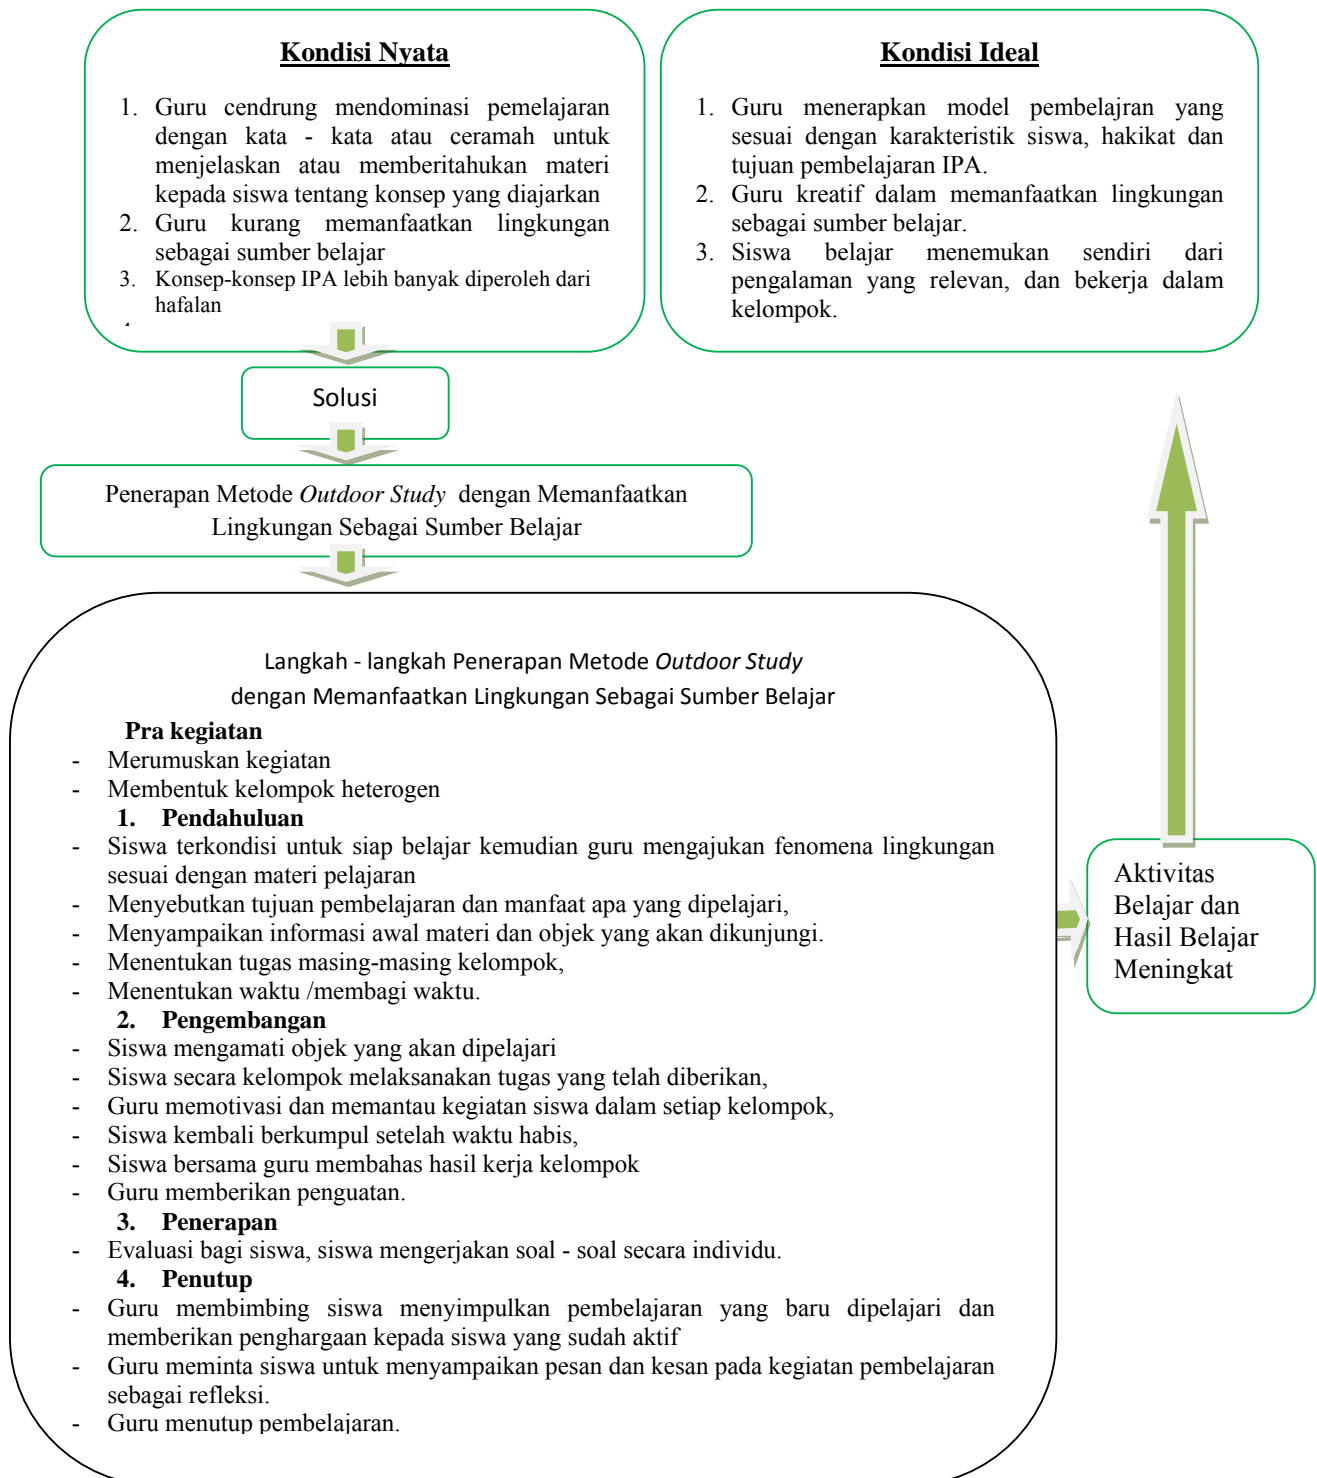 Kondisi Nyata
1. Guru cendrung mendominasi pemelajaran
dengan kata - kata atau ceramah untuk
menjelaskan atau memberitahukan materi
kepada siswa tentang konsep yang diajarkan
2. Guru kurang memanfaatkan lingkungan
sebagai sumber belajar
3. Konsep-konsep IPA lebih banyak diperoleh dari
hafalan
Kondisi Ideal
1. Guru menerapkan model pembelajran yang
sesuai dengan karakteristik siswa, hakikat dan
tujuan pembelajaran IPA.
2. Guru kreatif dalam memanfaatkan lingkungan
sebagai sumber belajar.
3. Siswa belajar menemukan sendiri dari
pengalaman yang relevan, dan bekerja dalam
kelompok.
Solusi
Penerapan Metode Outdoor Study dengan Memanfaatkan
Lingkungan Sebagai Sumber Belajar
Langkah - langkah Penerapan Metode Outdoor Study
dengan Memanfaatkan Lingkungan Sebagai Sumber Belajar
Pra kegiatan
- Merumuskan kegiatan
- Membentuk kelompok heterogen
1. Pendahuluan
- Siswa terkondisi untuk siap belajar kemudian guru mengajukan fenomena lingkungan
sesuai dengan materi pelajaran
- Menyebutkan tujuan pembelajaran dan manfaat apa yang dipelajari,
- Menyampaikan informasi awal materi dan objek yang akan dikunjungi.
- Menentukan tugas masing-masing kelompok,
- Menentukan waktu /membagi waktu.
2. Pengembangan
- Siswa mengamati objek yang akan dipelajari
- Siswa secara kelompok melaksanakan tugas yang telah diberikan,
- Guru memotivasi dan memantau kegiatan siswa dalam setiap kelompok,
- Siswa kembali berkumpul setelah waktu habis,
- Siswa bersama guru membahas hasil kerja kelompok
- Guru memberikan penguatan.
3. Penerapan
- Evaluasi bagi siswa, siswa mengerjakan soal - soal secara individu.
4. Penutup
- Guru membimbing siswa menyimpulkan pembelajaran yang baru dipelajari dan
memberikan penghargaan kepada siswa yang sudah aktif
- Guru meminta siswa untuk menyampaikan pesan dan kesan pada kegiatan pembelajaran
sebagai refleksi.
- Guru menutup pembelajaran.
Aktivitas
Belajar dan
Hasil Belajar
Meningkat